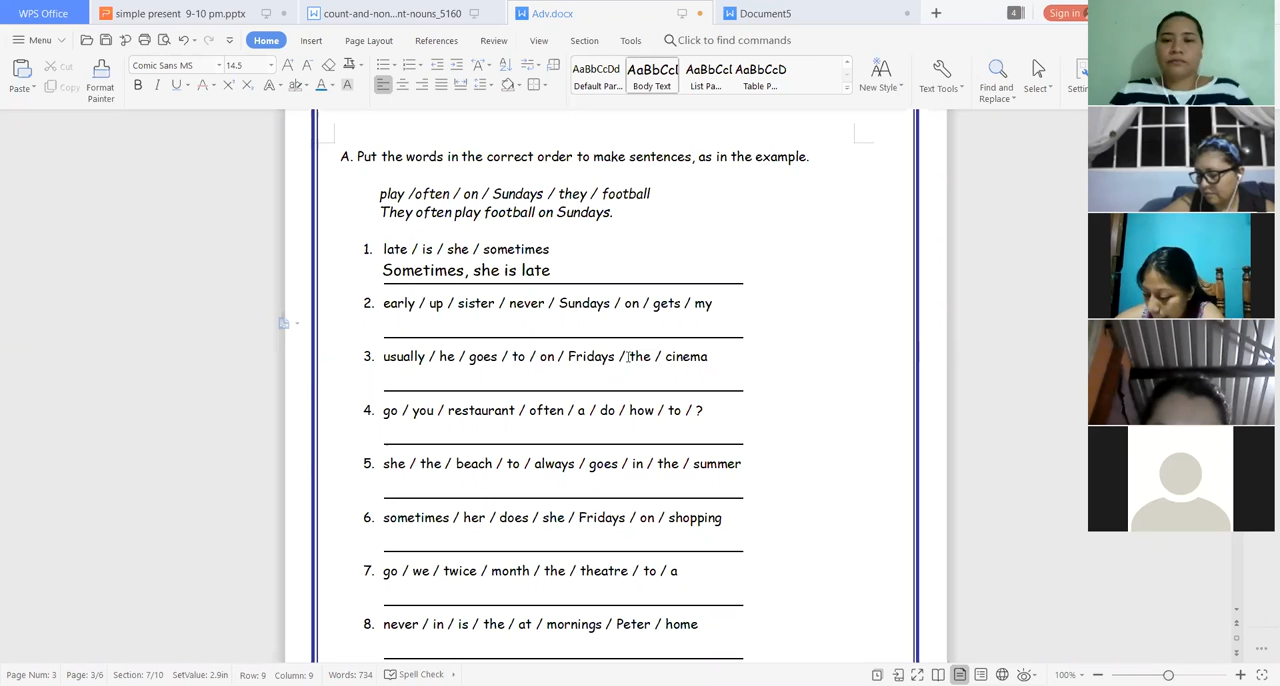 WPS Office
simple present 9-10 pm.pptx
count-and-non...nt-nouns_5160
Adv.docx
Document5
4
Sign in
Menu
Home
Insert
Page Layout
References
Review
View
Section
Tools
Click to find commands
Paste
Cut
Copy
Format Painter
Comic Sans MS
14.5
AaBbCcDd
AaBbCcI
AaBbCcI
AaBbCcD
Default Par...
Body Text
List Pa...
Table P...
New Style
Text Tools
Find and Replace
Select
A. Put the words in the correct order to make sentences, as in the example.
play /often / on / Sundays / they / football
They often play football on Sundays.
1. late / is / she / sometimes
Sometimes, she is late
2. early / up / sister / never / Sundays / on / gets / my
3. usually / he / goes / to / on / Fridays / the / cinema
4. go / you / restaurant / often / a / do / how / to / ?
5. she / the / beach / to / always / goes / in / the / summer
6. sometimes / her / does / she / Fridays / on / shopping
7. go / we / twice / month / the / theatre / to / a
8. never / in / is / the / at / mornings / Peter / home
Page Num: 3 Page: 3/6 Section: 7/10 SetValue: 2.9in Row: 9 Column: 9 Words: 734 Spell Check 100%